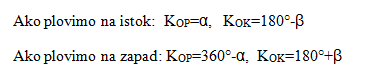 Ako plovimo na istok:  KOP=α,   KOK=180°-β
Ako plovimo na zapad: KOP=360°-α,  KOK=180°+β